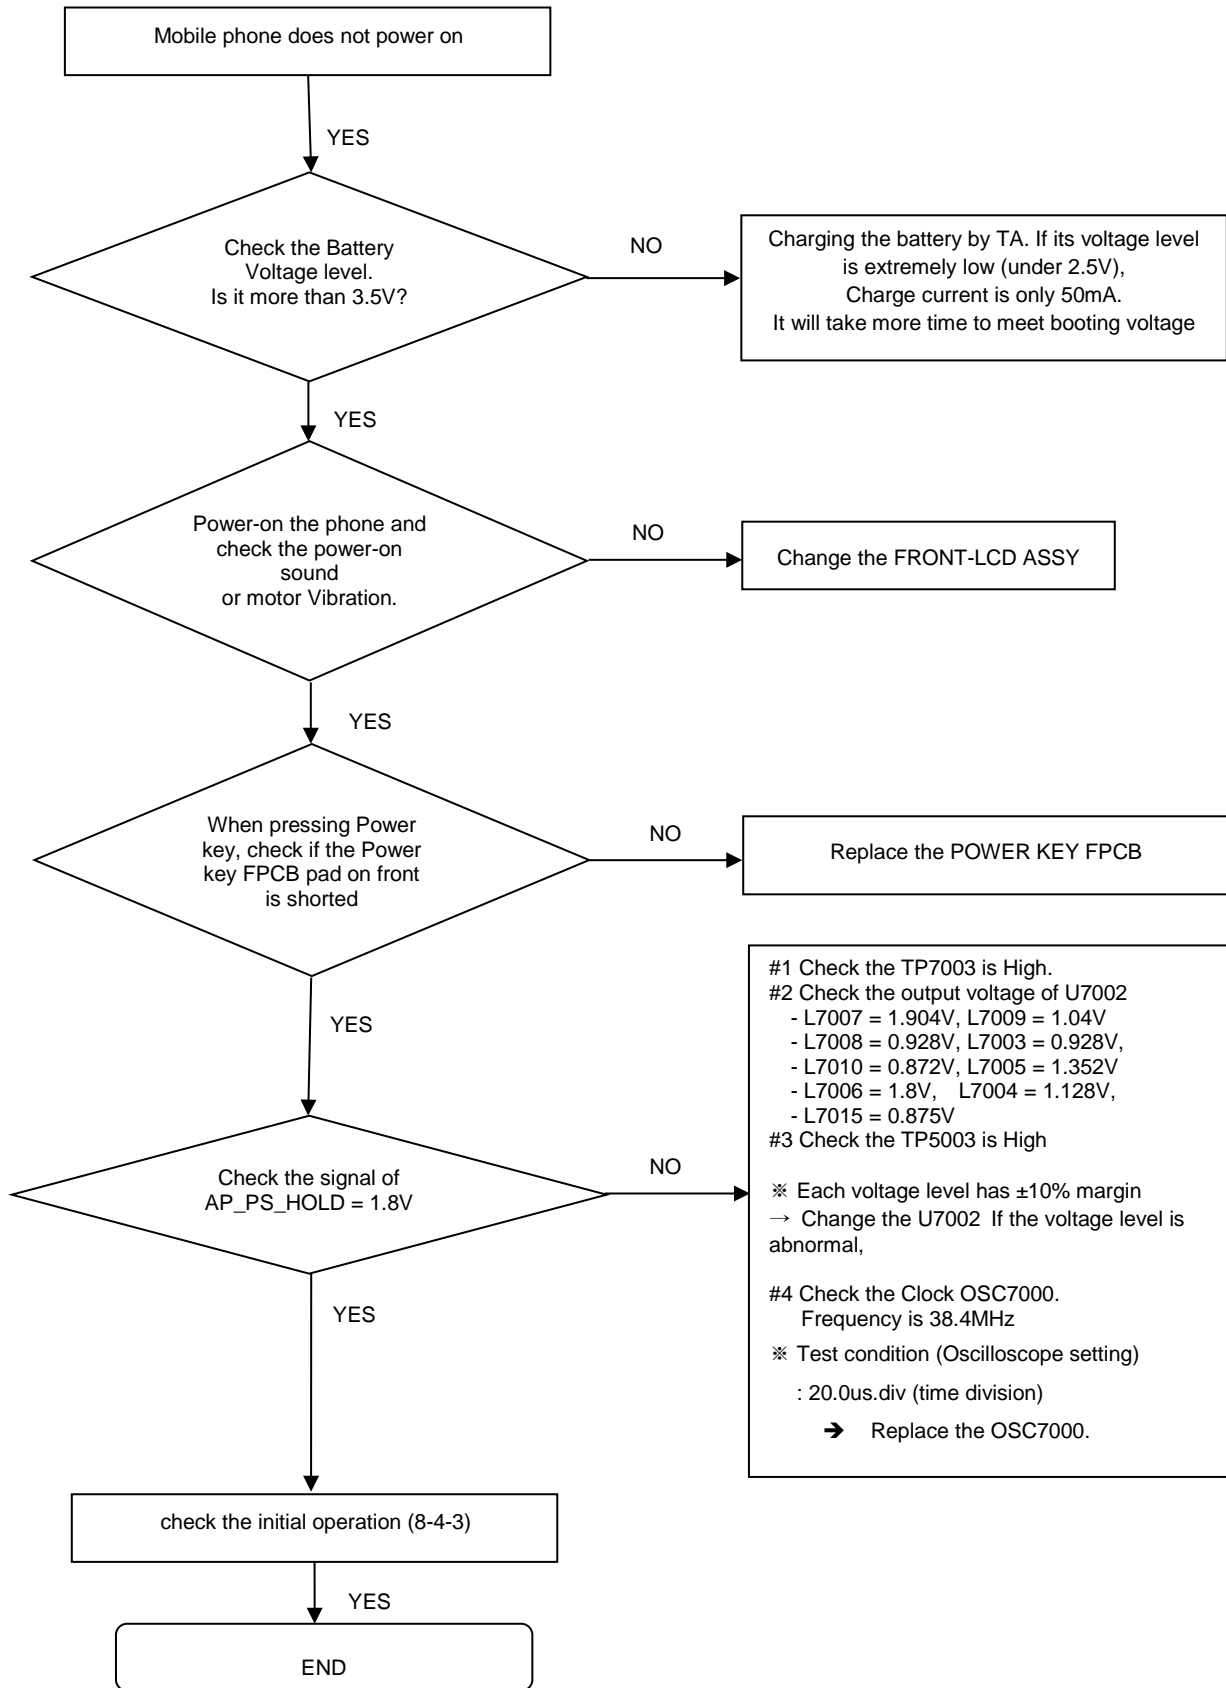 Mobile phone does not power on
YES
Check the Battery
Voltage level.
Is it more than 3.5V?
NO
Charging the battery by TA. If its voltage level
is extremely low (under 2.5V),
Charge current is only 50mA.
It will take more time to meet booting voltage
YES
Power-on the phone and
check the power-on
sound
or motor Vibration.
NO
Change the FRONT-LCD ASSY
YES
When pressing Power
key, check if the Power
key FPCB pad on front
is shorted
NO
Replace the POWER KEY FPCB
YES
Check the signal of
AP_PS_HOLD = 1.8V
NO
#1 Check the TP7003 is High.
#2 Check the output voltage of U7002
- L7007 = 1.904V, L7009 = 1.04V
- L7008 = 0.928V, L7003 = 0.928V,
- L7010 = 0.872V, L7005 = 1.352V
- L7006 = 1.8V, L7004 = 1.128V,
- L7015 = 0.875V
#3 Check the TP5003 is High
※ Each voltage level has ±10% margin
→ Change the U7002 If the voltage level is
abnormal,
#4 Check the Clock OSC7000.
Frequency is 38.4MHz
※ Test condition (Oscilloscope setting)
: 20.0us.div (time division)
➔ Replace the OSC7000.
YES
check the initial operation (8-4-3)
YES
END